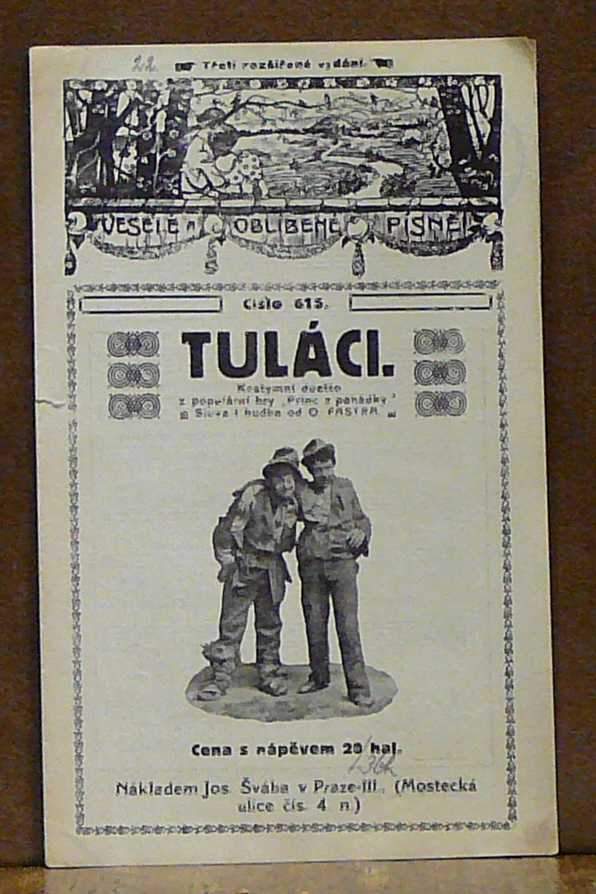 22.
Třetí rozšířené vydání.
VESELÉ A OBLÍBENÉ PÍSNĚ
Číslo 615.
TULÁCI.
Kostymní duetto
z populární hry „Princ z pohádky.“
Slova i hudba od O. FASTRA.
Cena s nápěvem 20 hal.
36h
Nákladem Jos. Švába v Praze-III., (Mostecká
ulice čís. 4 n.)